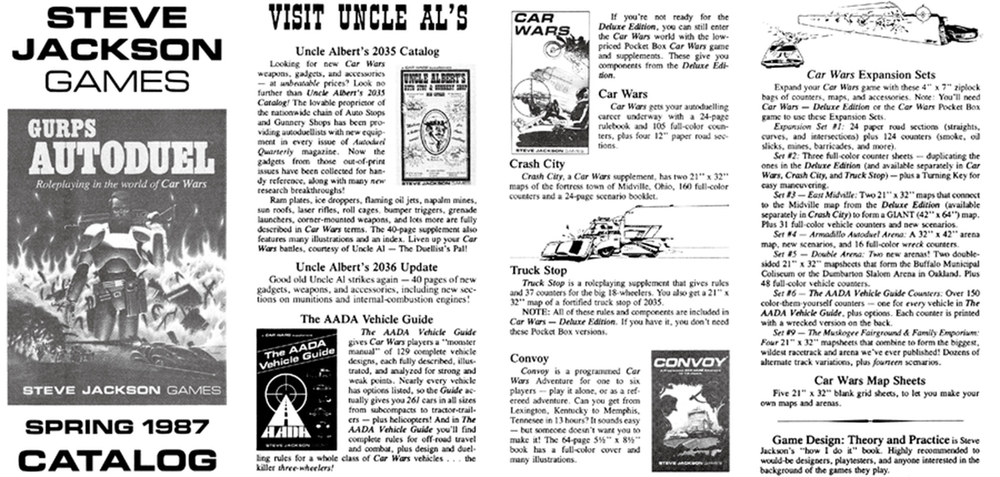 STEVE
JACKSON
GAMES
GURPS
AUTODUEL
Roleplaying in the world of Car Wars
STEVE JACKSON GAMES
SPRING 1987
CATALOG
VISIT UNCLE AL'S
Uncle Albert's 2035 Catalog
Looking for new Car Wars
weapons, gadgets, and accessories
— at unbeatable prices? Look no
further than Uncle Albert's 2035
Catalog! The lovable proprietor of
the nationwide chain of Auto Stops
and Gunnery Shops has been pro-
viding autoduellists with new equip-
ment in every issue of Autoduel
Quarterly magazine. Now the
gadgets from those out-of-print
issues have been collected for han-
dy reference, along with many new
research breakthroughs!
UNCLE ALBERT'S
AUTO STOP & GUNNERY SHOP
STEVE JACKSON GAMES
Ram plates, ice droppers, flaming oil jets, napalm mines,
sun roofs, laser rifles, roll cages, bumper triggers, grenade
launchers, corner-mounted weapons, and lots more are fully
described in Car Wars terms. The 40-page supplement also
features many illustrations and an index. Liven up your Car
Wars battles, courtesy of Uncle Al — The Duellist's Pal!
Uncle Albert's 2036 Update
Good old Uncle Al strikes again — 40 pages of new
gadgets, weapons, and accessories, including new sec-
tions on munitions and internal-combustion engines!
The AADA Vehicle Guide
A CAR WARS supplement
The AADA
Vehicle Guide
AADA
STEVE JACKSON GAMES
The AADA Vehicle Guide
gives Car Wars players a "monster
manual" of 129 complete vehicle
designs, each fully described, illus-
trated, and analyzed for strong and
weak points. Nearly every vehicle
has options listed, so the Guide ac-
tually gives you 261 cars in all sizes
from subcompacts to tractor-trail-
ers — plus helicopters! And in The
AADA Vehicle Guide you'll find
complete rules for off-road travel
and combat, plus design and duel-
ling rules for a whole class of Car Wars vehicles . . . the
killer three-wheelers!
CAR
WARS
STEVE JACKSON GAMES
If you're not ready for the
Deluxe Edition, you can still enter
the Car Wars world with the low-
priced Pocket Box Car Wars game
and supplements. These give you
components from the Deluxe Edi-
tion.
Car Wars
Car Wars gets your autoduelling
career underway with a 24-page
rulebook and 105 full-color coun-
ters, plus four 12" paper road sec-
tions.
Crash City
Crash City, a Car Wars supplement, has two 21" x 32"
maps of the fortress town of Midville, Ohio, 160 full-color
counters and a 24-page scenario booklet.
Truck Stop
Truck Stop is a roleplaying supplement that gives rules
and 37 counters for the big 18-wheelers. You also get a 21" x
32" map of a fortified truck stop of 2035.
NOTE: All of these rules and components are included in
Car Wars — Deluxe Edition. If you have it, you don't need
these Pocket Box versions.
Convoy
Convoy is a programmed Car
Wars Adventure for one to six
players — play it alone, or as a ref-
ereed adventure. Can you get from
Lexington, Kentucky to Memphis,
Tennessee in 13 hours? It sounds easy
— but someone doesn't want you to
make it! The 64-page 5½" x 8½"
book has a full-color cover and
many illustrations.
CONVOY
STEVE JACKSON GAMES
Car Wars Expansion Sets
Expand your Car Wars game with these 4" x 7" ziplock
bags of counters, maps, and accessories. Note: You'll need
Car Wars — Deluxe Edition or the Car Wars Pocket Box
game to use these Expansion Sets.
Expansion Set #1: 24 paper road sections (straights,
curves, and intersections) plus 124 counters (smoke, oil
slicks, mines, barricades, and more).
Set #2: Three full-color counter sheets — duplicating the
ones in the Deluxe Edition (and available separately in Car
Wars, Crash City, and Truck Stop) — plus a Turning Key for
easy maneuvering.
Set #3 — East Midville: Two 21" x 32" maps that connect
to the Midville map from the Deluxe Edition (available
separately in Crash City) to form a GIANT (42" x 64") map.
Plus 31 full-color vehicle counters and new scenarios.
Set #4 — Armadillo Autoduel Arena: A 32" x 42" arena
map, new scenarios, and 16 full-color wreck counters.
Set #5 — Double Arena: Two new arenas! Two double-
sided 21" x 32" mapsheets that form the Buffalo Municipal
Coliseum or the Dumbarton Slalom Arena in Oakland. Plus
48 full-color vehicle counters.
Set #6 — The AADA Vehicle Guide Counters: Over 150
color-them-yourself counters — one for every vehicle in The
AADA Vehicle Guide, plus options. Each counter is printed
with a wrecked version on the back.
Set #9 — The Muskogee Fairground & Family Emporium:
Four 21" x 32" mapsheets that combine to form the biggest,
wildest racetrack and arena we've ever published! Dozens of
alternate track variations, plus fourteen scenarios.
Car Wars Map Sheets
Five 21" x 32" blank grid sheets, to let you make your
own maps and arenas.
Game Design: Theory and Practice is Steve
Jackson's "how I do it" book. Highly recommended to
would-be designers, playtesters, and anyone interested in the
background of the games they play.